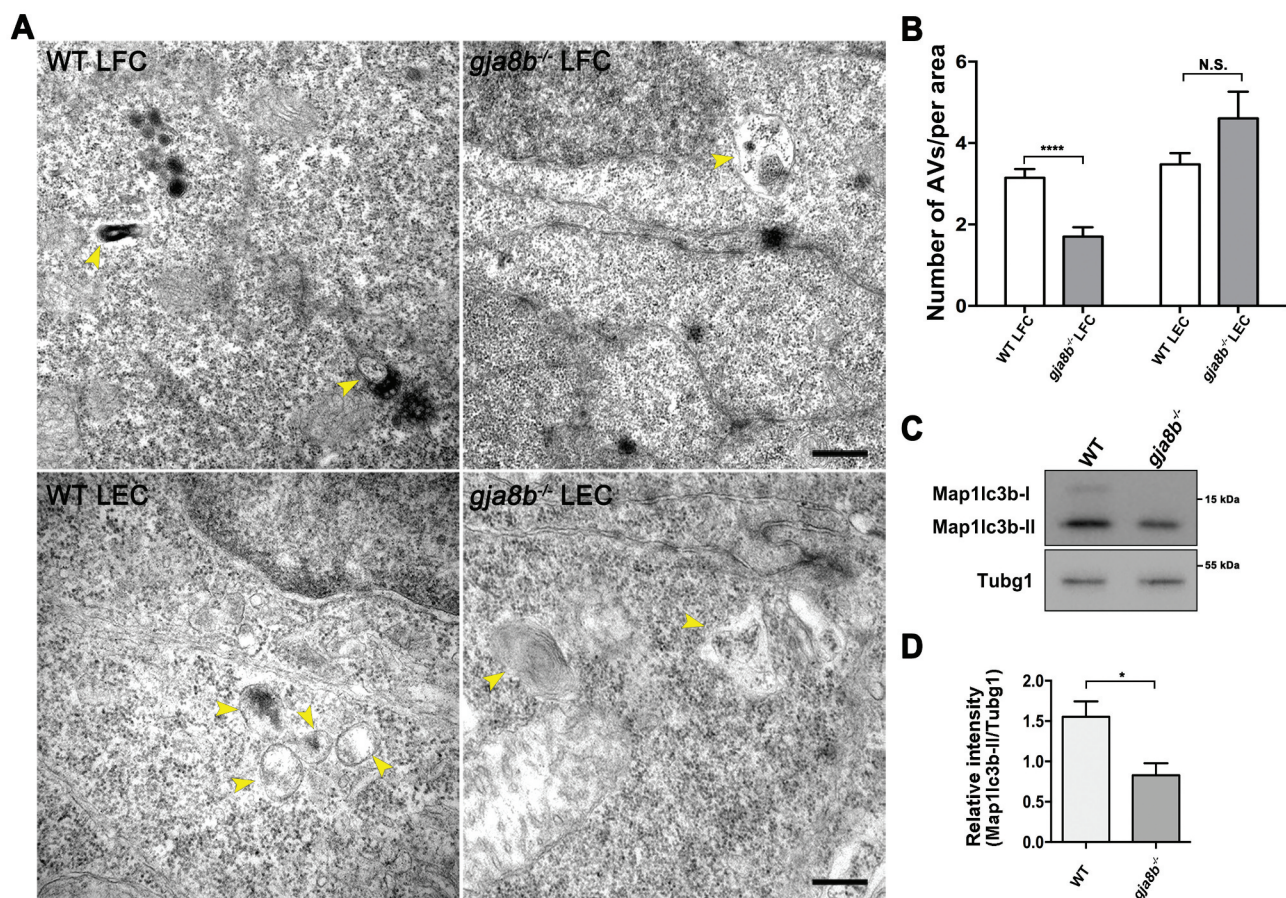 A
WT LFC
gja8b-/- LFC
WT LEC
gja8b-/- LEC
B
Number of AVs/per area
6
4
2
0
****
N.S.
WT LFC
gja8b-/- LFC
WT LEC
gja8b-/- LEC
C
WT
gja8b-/-
Map1lc3b-I
15 kDa
Map1lc3b-II
55 kDa
Tubg1
D
Relative intensity
(Map1lc3b-II/Tubg1)
2.0
1.5
1.0
0.5
0.0
*
WT
gja8b-/-